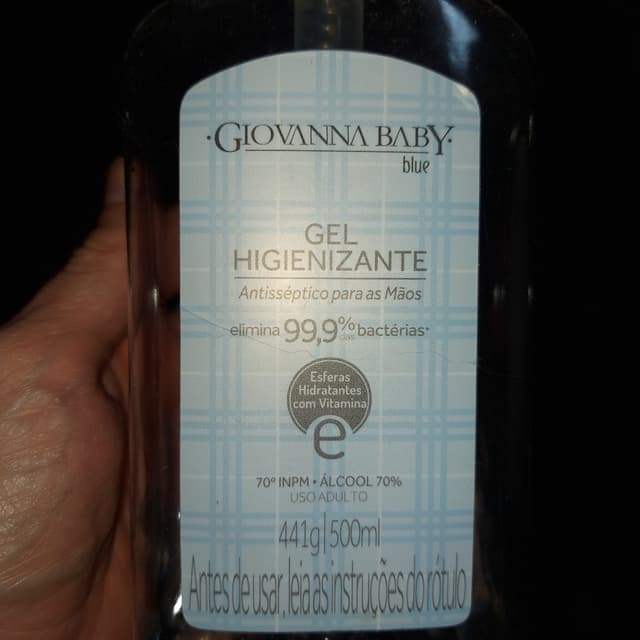 ·GIOVANNA BABY·
blue
GEL
HIGIENIZANTE
Antisséptico para as Mãos
elimina 99,9% das bactérias*
Esferas
Hidratantes
com Vitamina
e
70º INPM • ÁLCOOL 70%
USO ADULTO
441g|500ml
Antes de usar, leia as instruções do rótulo